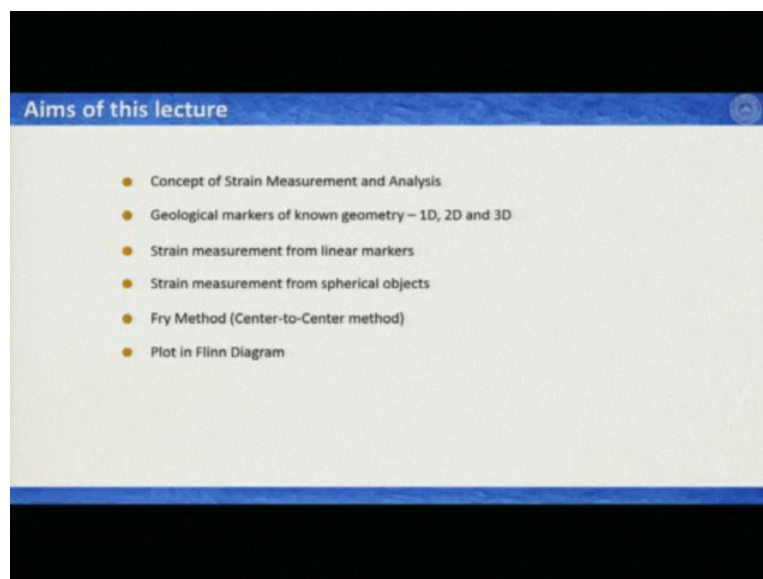 Aims of this lecture
Concept of Strain Measurement and Analysis
Geological markers of known geometry – 1D, 2D and 3D
Strain measurement from linear markers
Strain measurement from spherical objects
Fry Method (Center-to-Center method)
Plot in Flinn Diagram